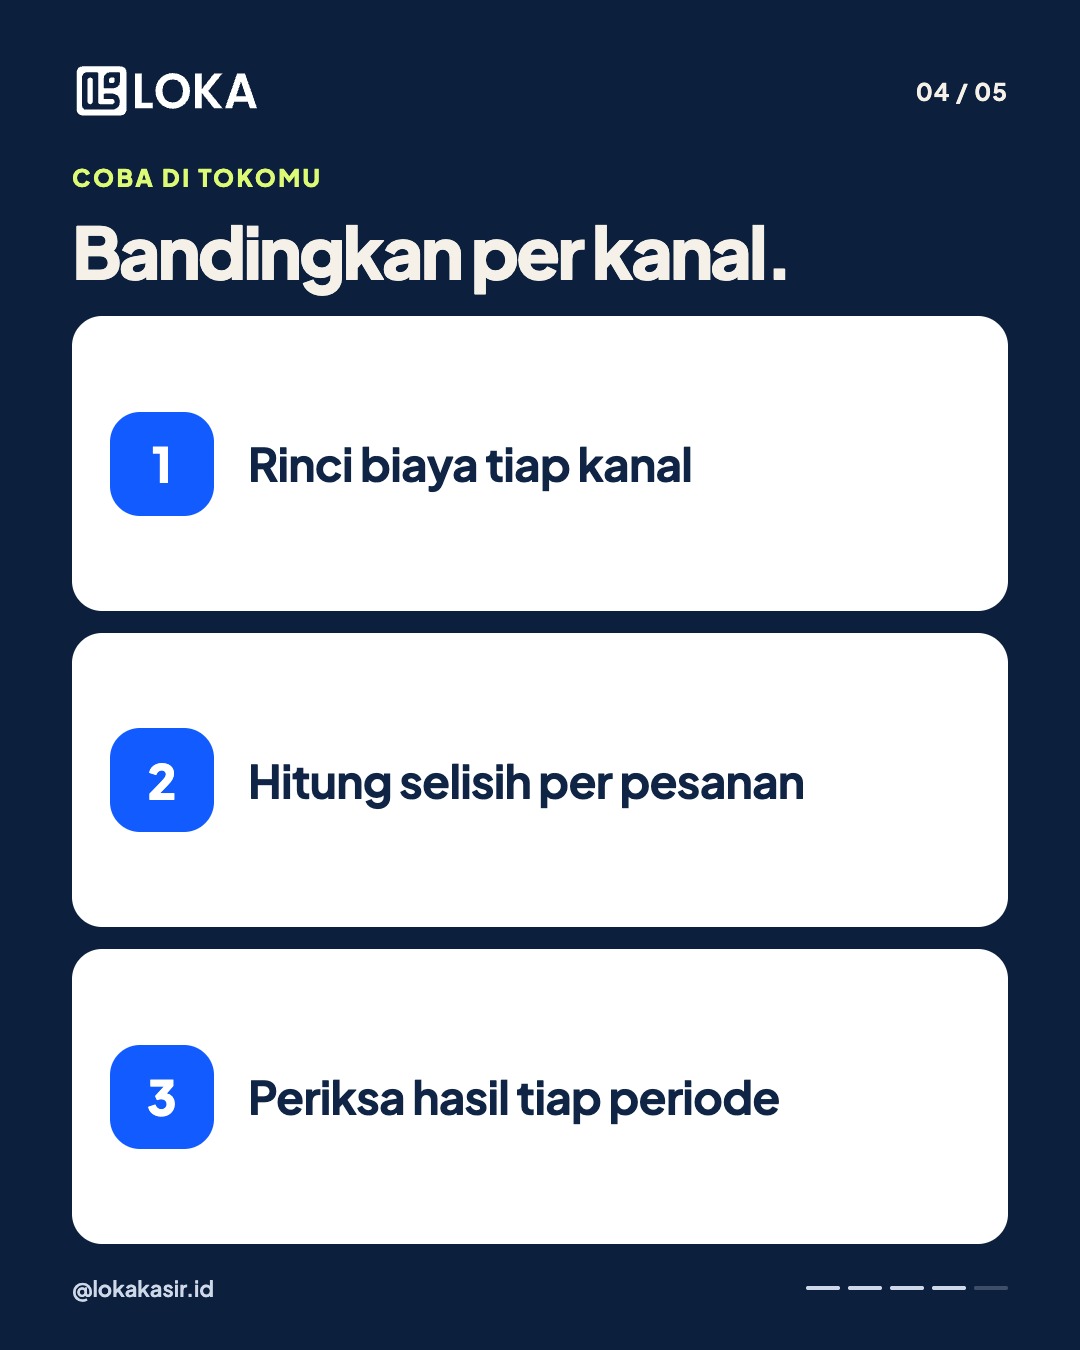 LOKA
04 / 05
COBA DI TOKOMU
Bandingkan per kanal.
1
Rinci biaya tiap kanal
2
Hitung selisih per pesanan
3
Periksa hasil tiap periode
@lokakasir.id